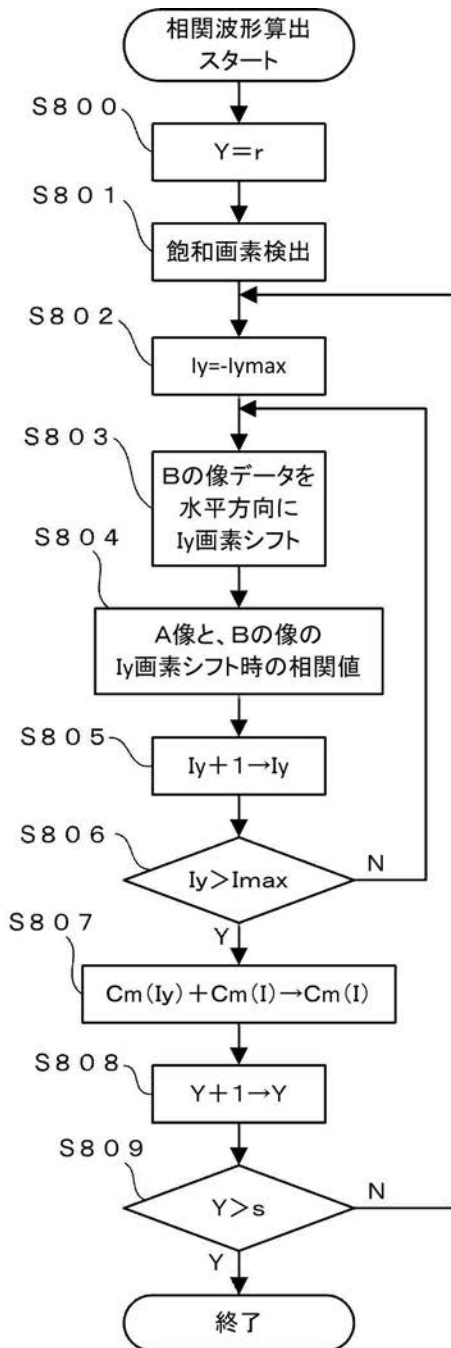 相関波形算出
スタート
S800
Y=r
S801
飽和画素検出
S802
Iy=-Iymax
S803
Bの像データを
水平方向に
Iy画素シフト
S804
A像と、Bの像の
Iy画素シフト時の相関値
S805
Iy+1→Iy
S806
Iy>Imax
N
Y
S807
Cm(Iy)+Cm(I)→Cm(I)
S808
Y+1→Y
S809
Y>s
N
Y
終了